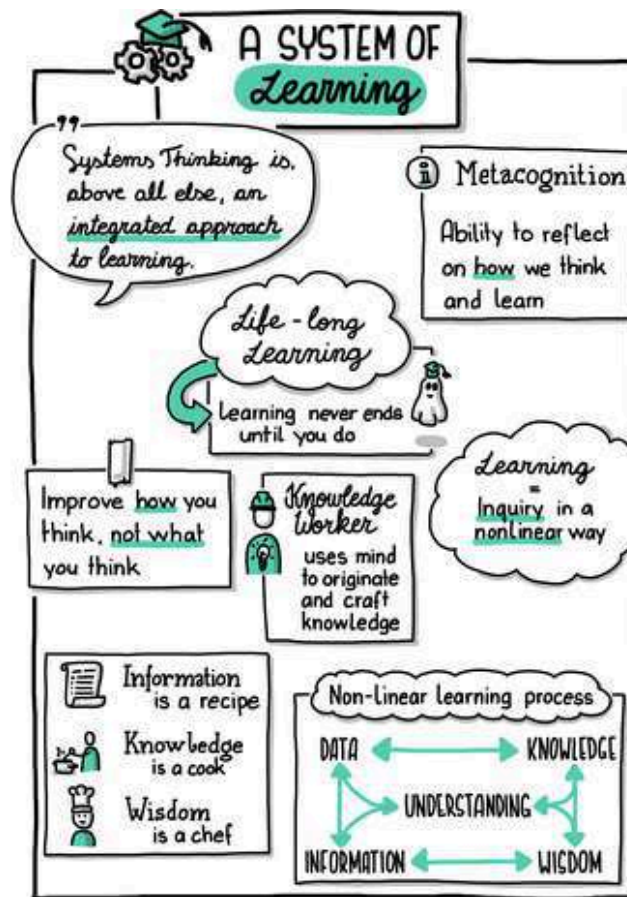 A SYSTEM OF
Learning
"
Systems Thinking is,
above all else, an
integrated approach
to learning.
i Metacognition
Ability to reflect
on how we think
and learn
Life-long
Learning
Learning never ends
until you do
Learning
=
Inquiry in a
nonlinear way
Improve how you
think, not what
you think
Knowledge
Worker
uses mind
to originate
and craft
knowledge
Information
is a recipe
Knowledge
is a cook
Wisdom
is a chef
Non-linear learning process
DATA KNOWLEDGE
UNDERSTANDING
INFORMATION WISDOM